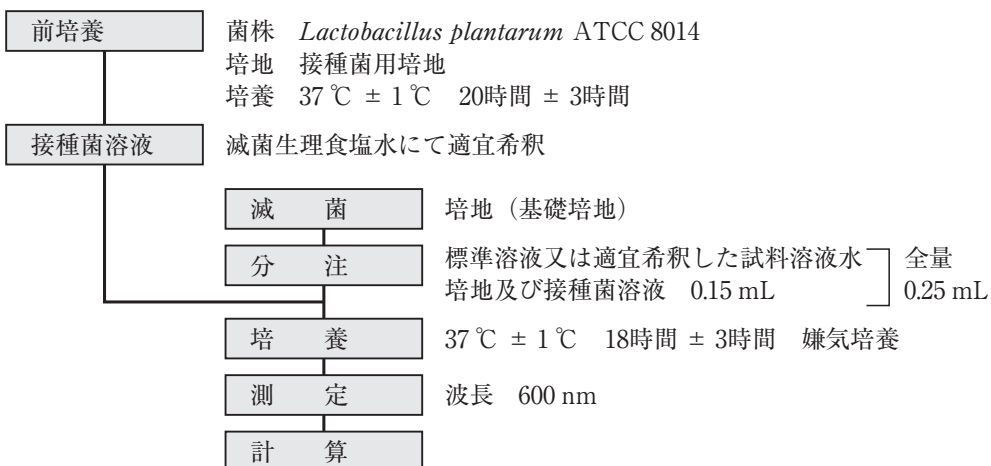 前培養
菌株 Lactobacillus plantarum ATCC 8014
培地 接種菌用培地
培養 37 ℃ ± 1 ℃ 20時間 ± 3時間
接種菌溶液
滅菌生理食塩水にて適宜希釈
滅 菌
培地（基礎培地）
分 注
標準溶液又は適宜希釈した試料溶液水
培地及び接種菌溶液 0.15 mL
全量
0.25 mL
培 養
37 ℃ ± 1 ℃ 18時間 ± 3時間 嫌気培養
測 定
波長 600 nm
計 算